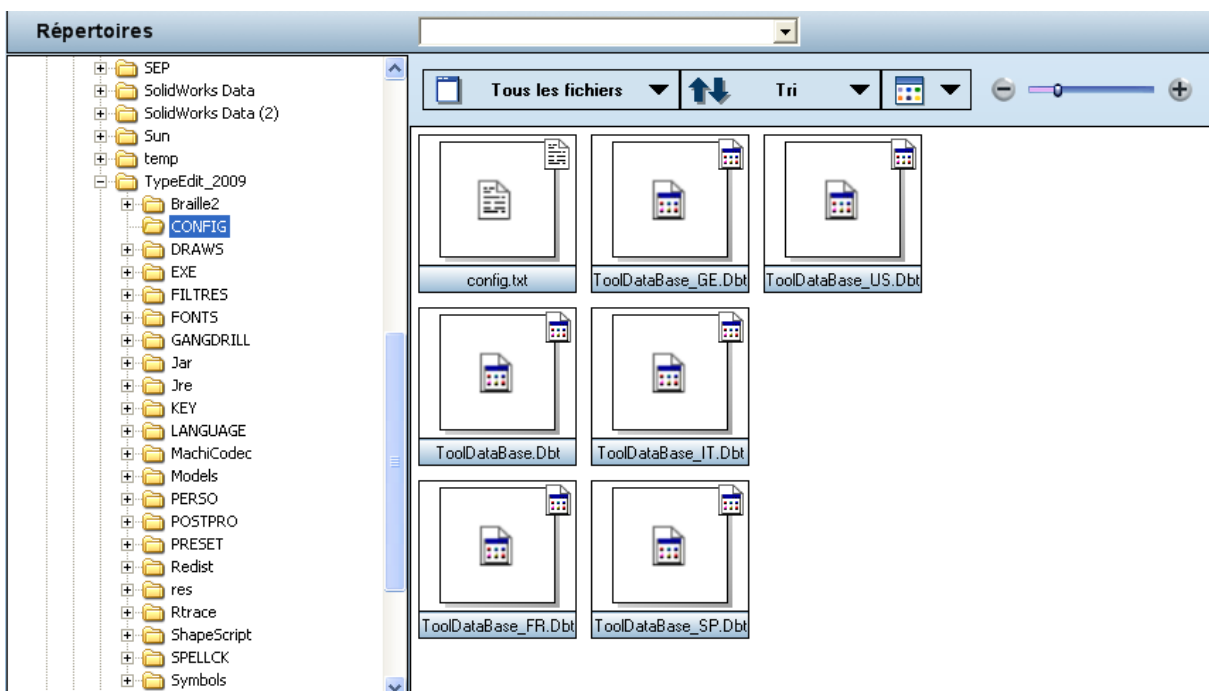 Répertoires
SEP
SolidWorks Data
SolidWorks Data (2)
Sun
temp
TypeEdit_2009
Braille2
CONFIG
DRAWS
EXE
FILTRES
FONTS
GANGDRILL
Jar
Jre
KEY
LANGUAGE
MachiCodec
Models
PERSO
POSTPRO
PRESET
Redist
res
Rtrace
ShapeScript
SPELLCK
Symbols
Tous les fichiers
Tri
config.txt
ToolDataBase_GE.Dbt
ToolDataBase_US.Dbt
ToolDataBase.Dbt
ToolDataBase_IT.Dbt
ToolDataBase_FR.Dbt
ToolDataBase_SP.Dbt